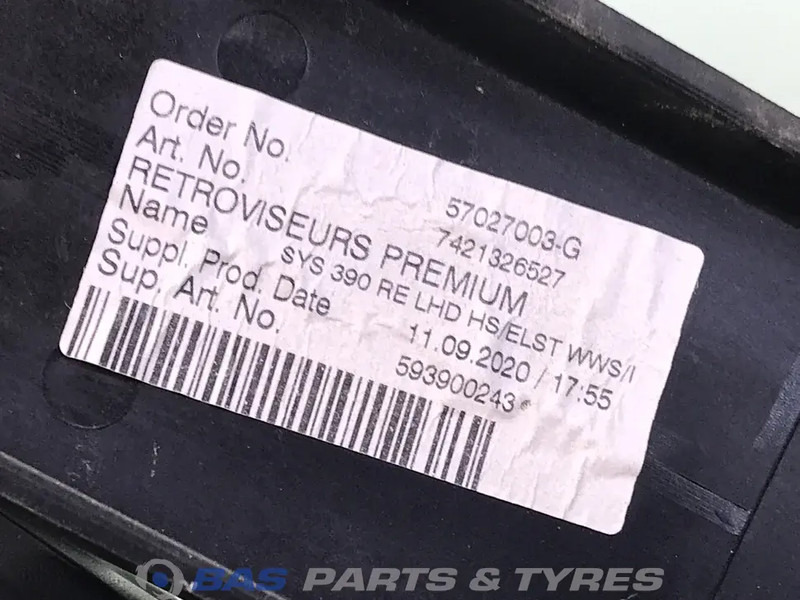 Order No. 57027003-G
Art. No. 7421326527
RETROVISEURS PREMIUM
Name SYS 390 RE LHD HS/ELST WWS/I
Suppl. Prod. Date 11.09.2020 / 17:55
Sup. Art. No. 593900243
BAS PARTS & TYRES